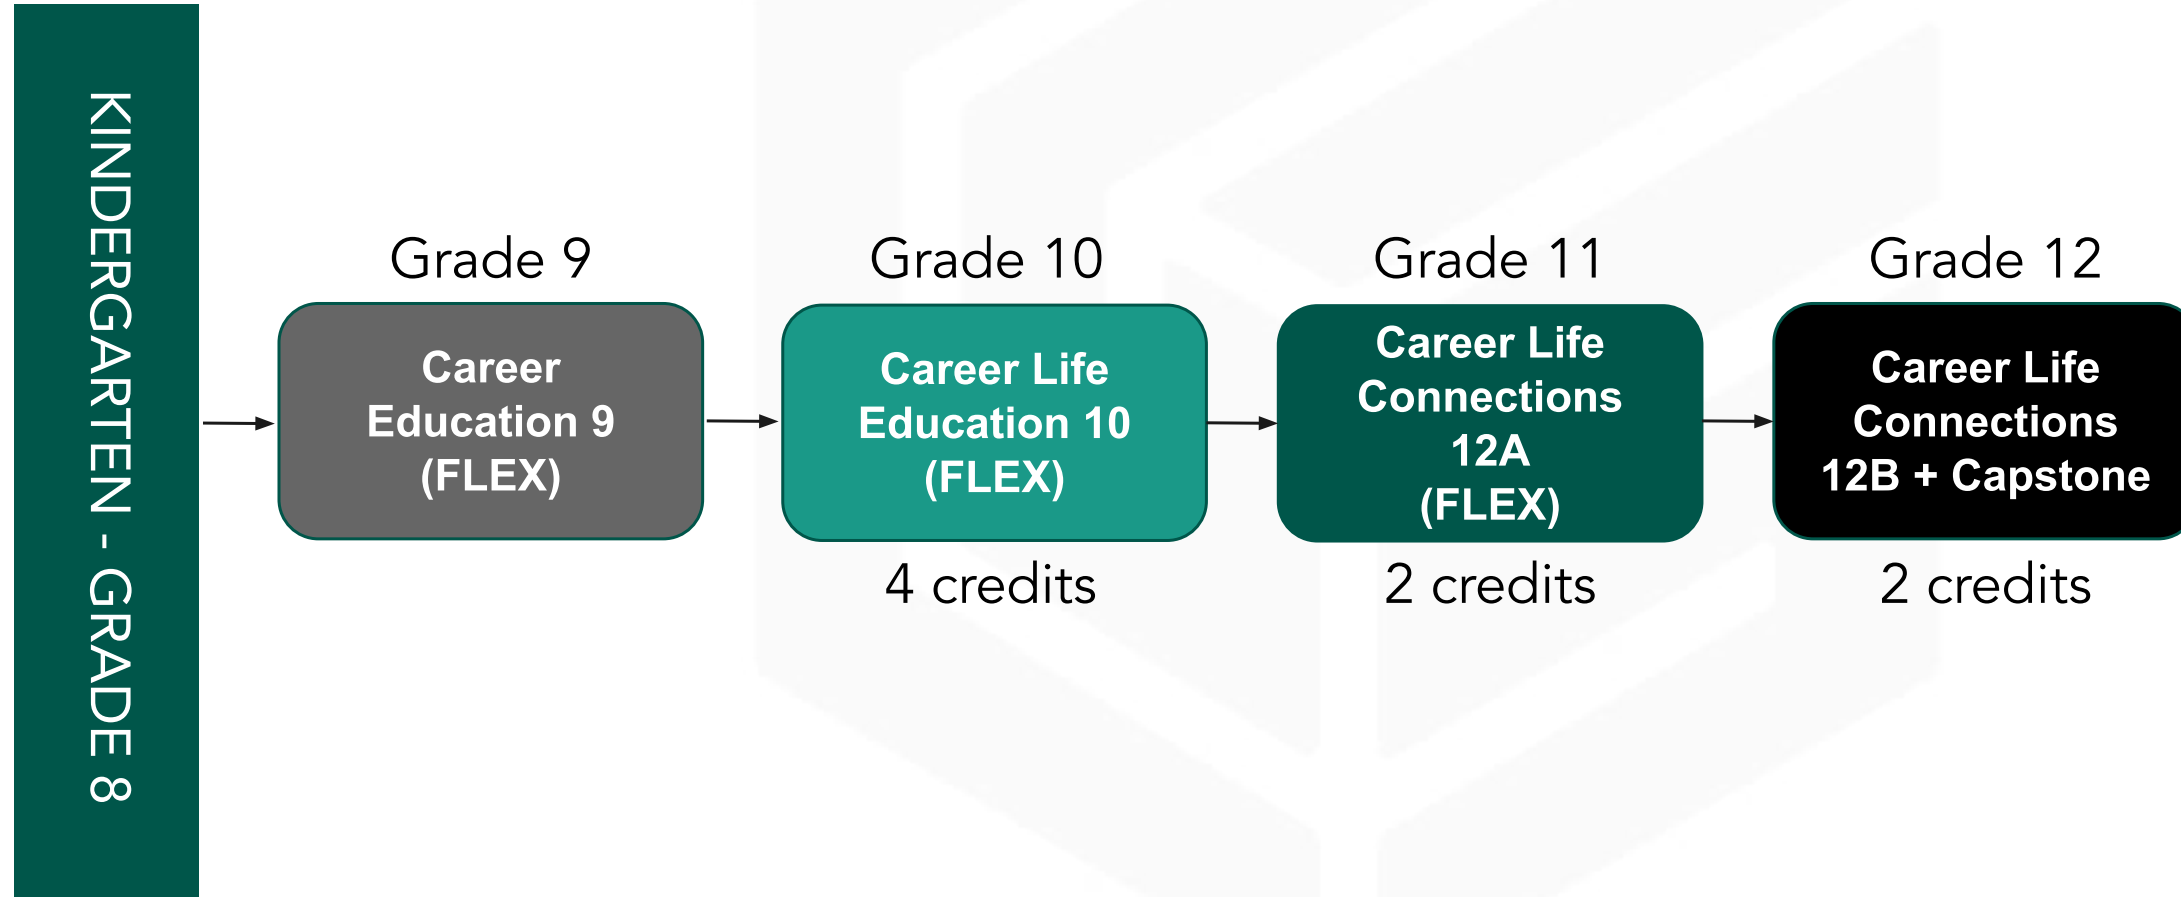 KINDERGARTEN - GRADE 8
Grade 9
Career
Education 9
(FLEX)
Grade 10
Career Life
Education 10
(FLEX)
4 credits
Grade 11
Career Life
Connections
12A
(FLEX)
2 credits
Grade 12
Career Life
Connections
12B + Capstone
2 credits